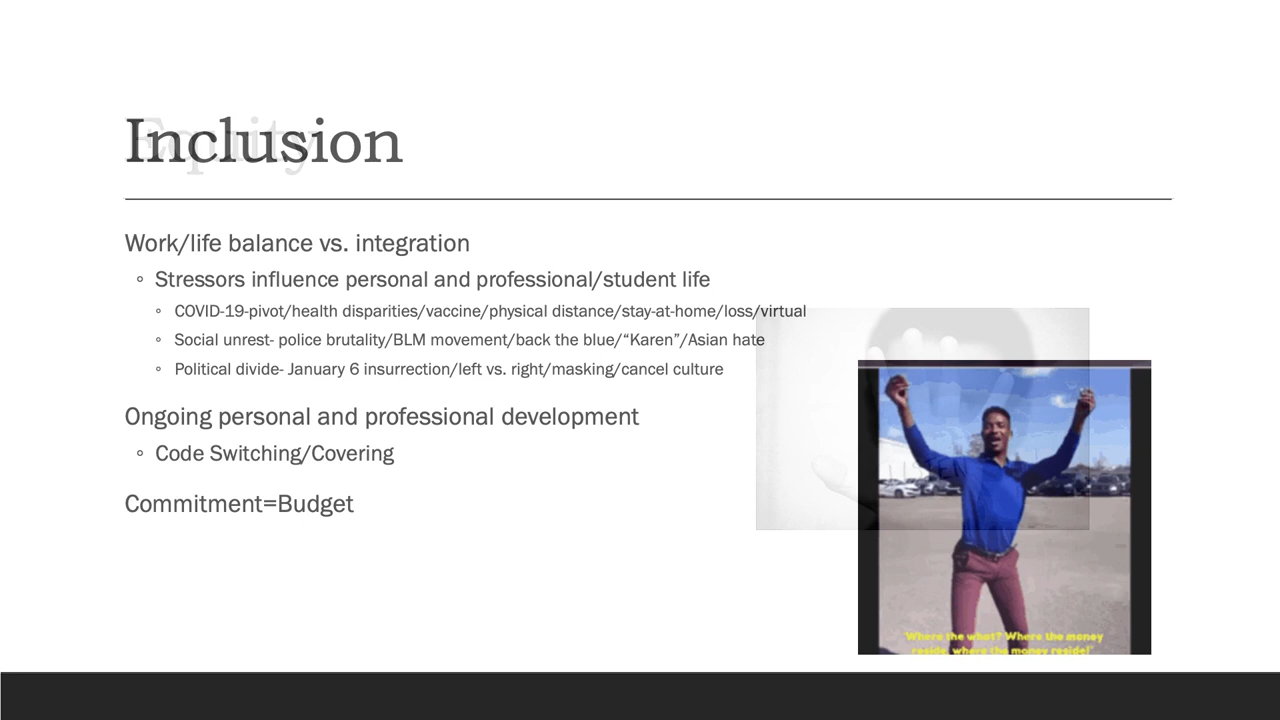 Inclusion
Equity
Work/life balance vs. integration
◦ Stressors influence personal and professional/student life
◦ COVID-19-pivot/health disparities/vaccine/physical distance/stay-at-home/loss/virtual
◦ Social unrest- police brutality/BLM movement/back the blue/“Karen”/Asian hate
◦ Political divide- January 6 insurrection/left vs. right/masking/cancel culture
Ongoing personal and professional development
◦ Code Switching/Covering
Commitment=Budget
"Where the what? Where the money
reside, where the money reside!"